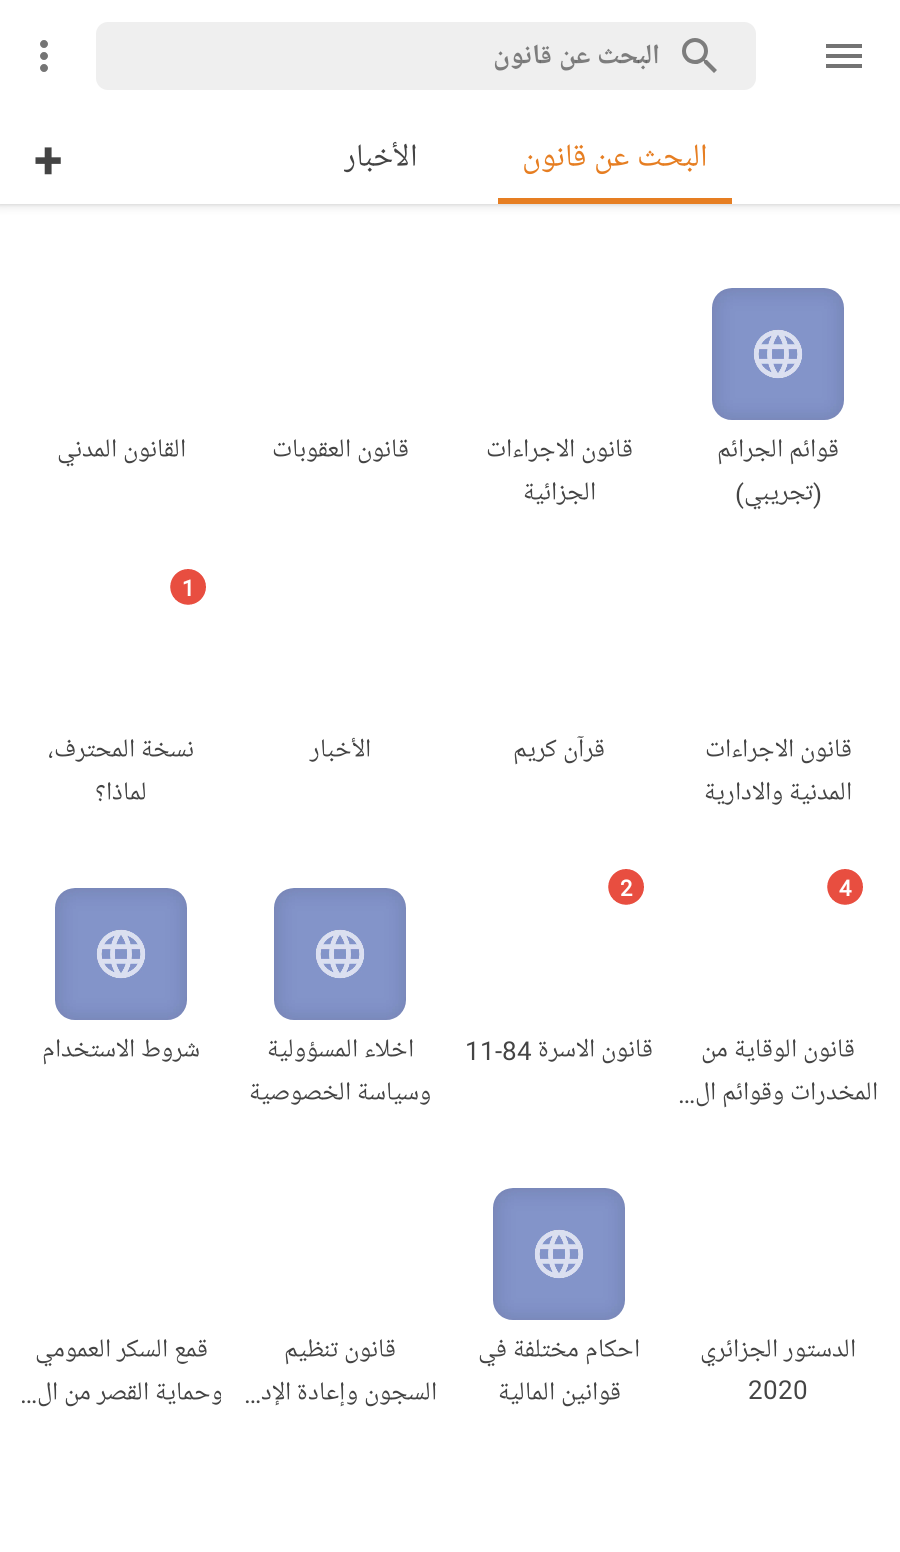 البحث عن قانون
البحث عن قانون
الأخبار
قوائم الجرائم
(تجريبي)
قانون الاجراءات
الجزائية
قانون العقوبات
القانون المدني
قانون الاجراءات
المدنية والادارية
قرآن كريم
الأخبار
1
نسخة المحترف،
لماذا؟
4
قانون الوقاية من
المخدرات وقوائم ال...
2
قانون الاسرة 84-11
اخلاء المسؤولية
وسياسة الخصوصية
شروط الاستخدام
الدستور الجزائري
2020
احكام مختلفة في
قوانين المالية
قانون تنظيم
السجون وإعادة الإد...
قمع السكر العمومي
وحماية القصر من ال...